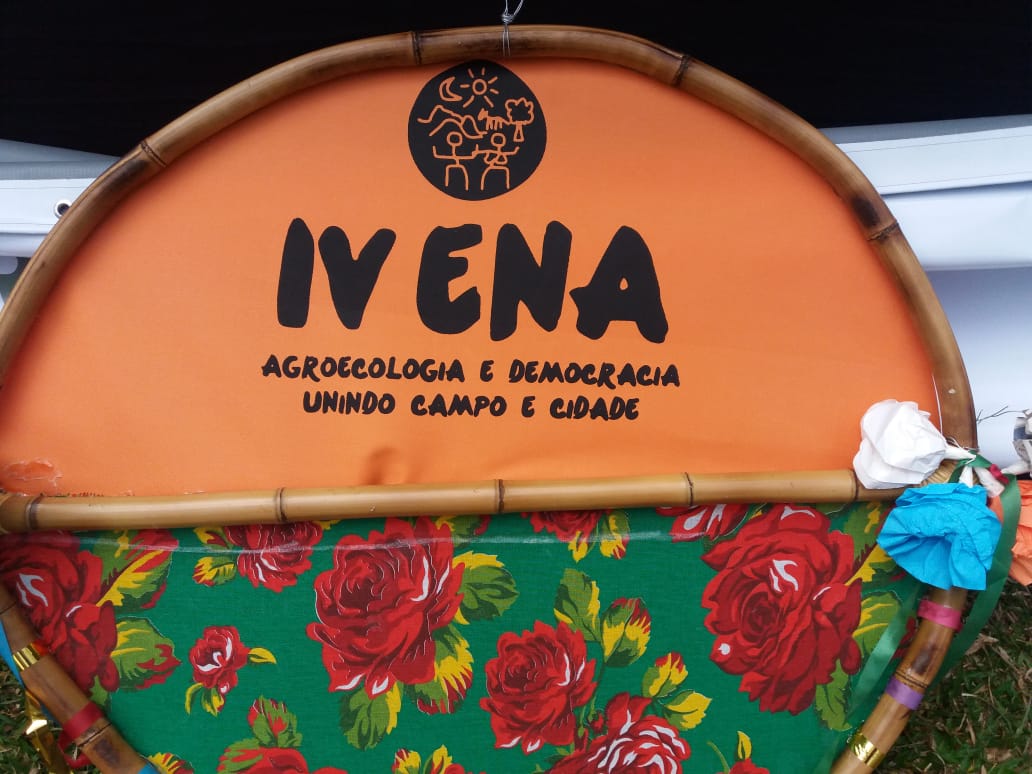 IV ENA
AGROECOLOGIA E DEMOCRACIA
UNINDO CAMPO E CIDADE